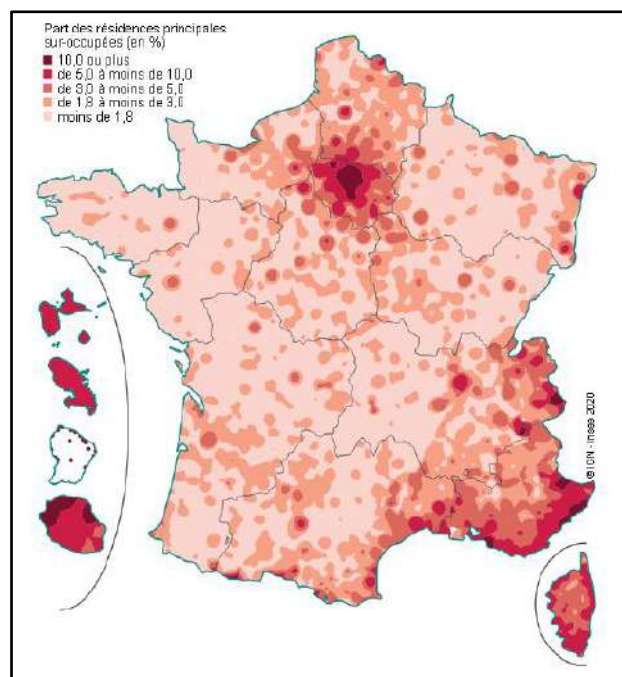 Part des résidences principales
sur-occupées (en %)
10,0 ou plus
de 5,0 à moins de 10,0
de 3,0 à moins de 5,0
de 1,8 à moins de 3,0
moins de 1,8
© IGN - Insee 2020